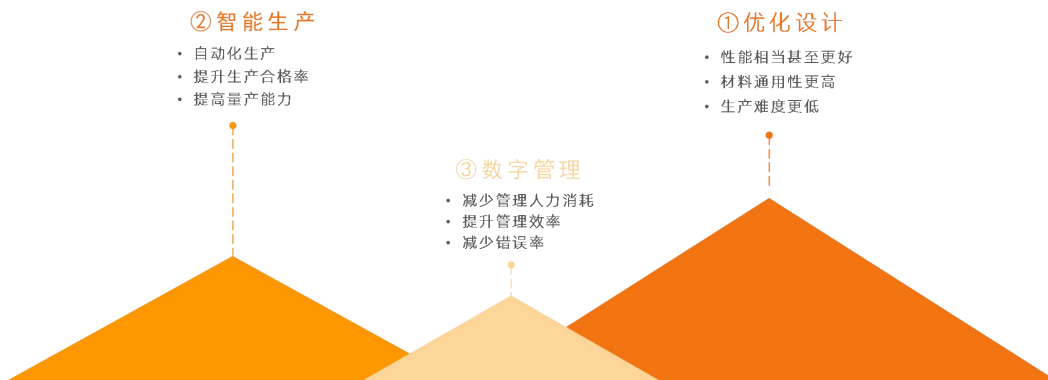 ②智能生产
• 自动化生产
• 提升生产合格率
• 提高量产能力
①优化设计
• 性能相当甚至更好
• 材料通用性更高
• 生产难度更低
③数字管理
• 减少管理人力消耗
• 提升管理效率
• 减少错误率